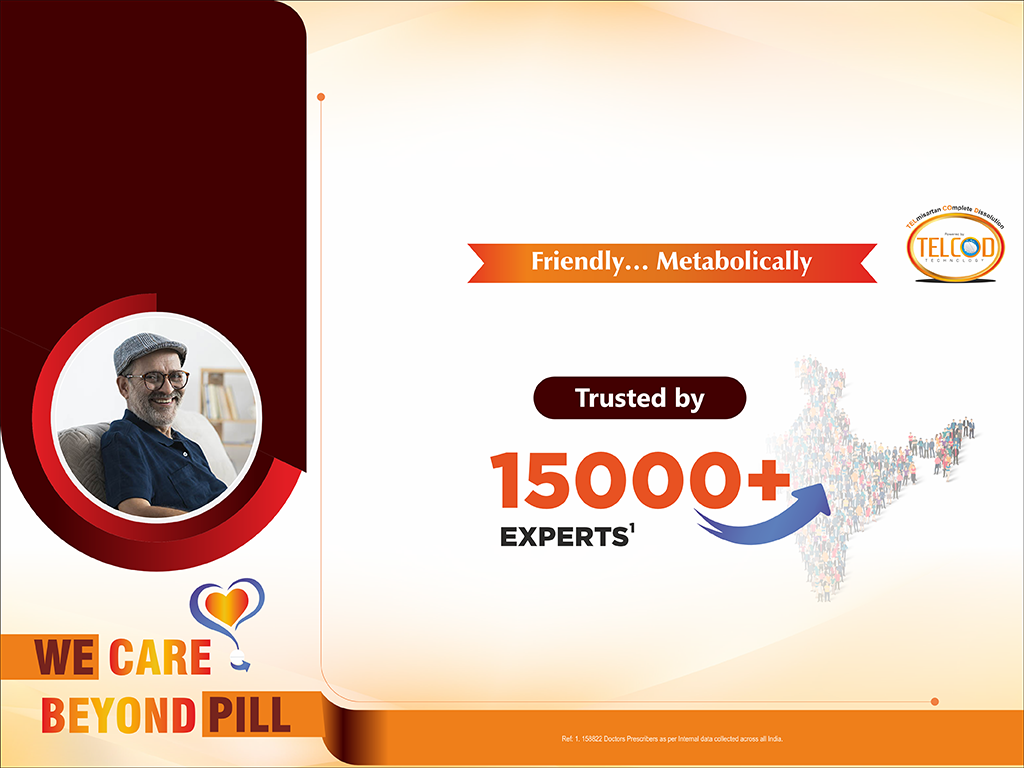 TELmisartan COmplete Dissolution
Powered by
TELCOD
TECHNOLOGY
Friendly... Metabolically
Trusted by
15000+
EXPERTS¹
WE CARE
BEYOND PILL
Ref. 1. 158822 Doctors Prescribers as per Internal data collected across all India.